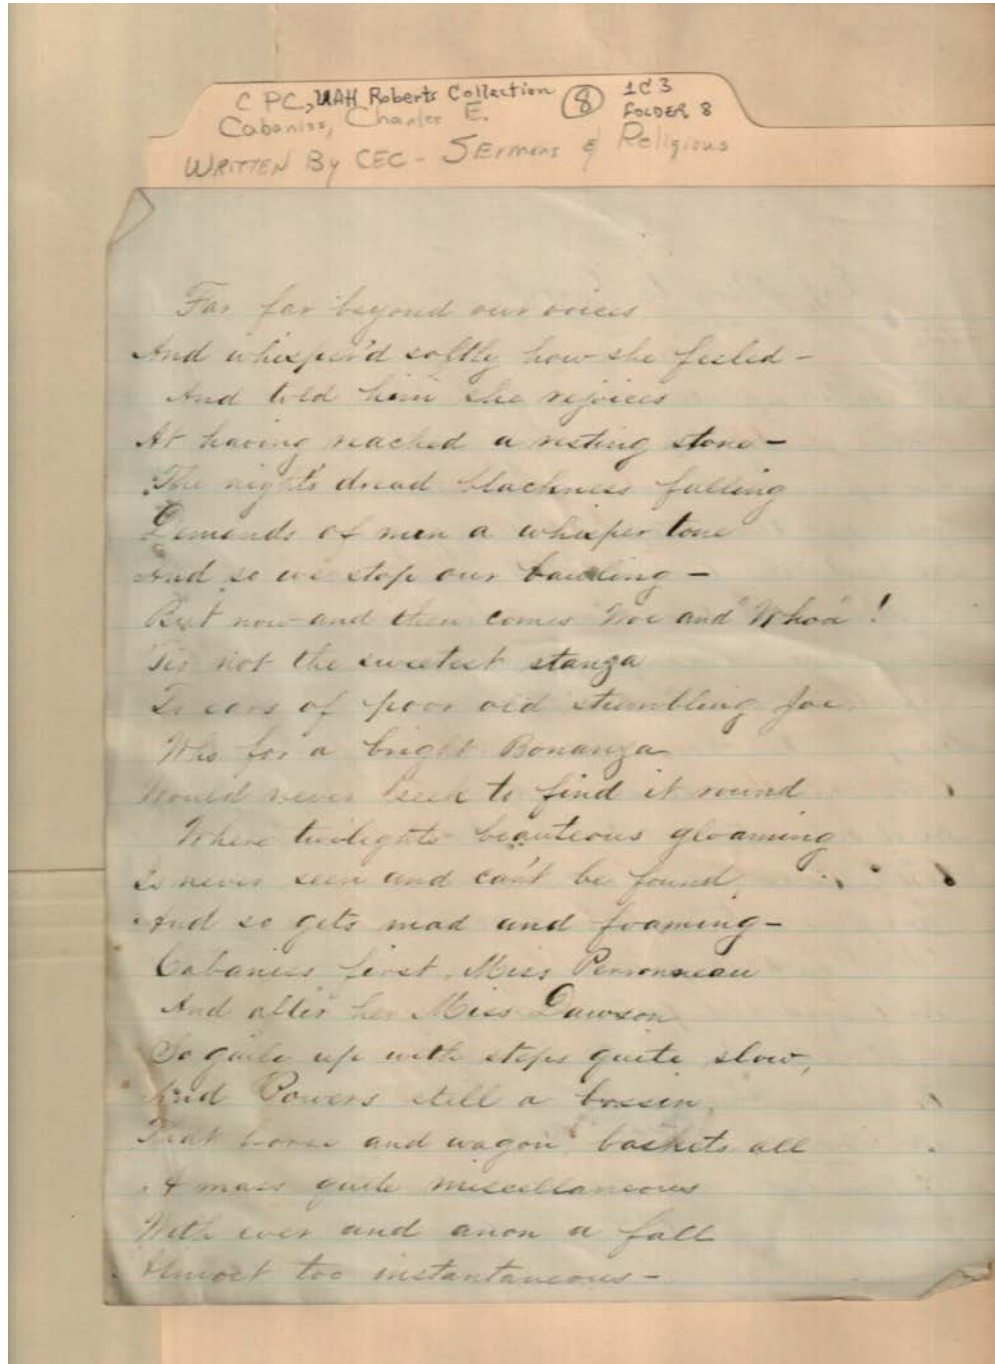 CPC, UAH Roberts Collection 8 1C3
FOLDER 8
Cabaniss, Charles E.
WRITTEN By CEC - SErmons & Religious
Far far beyond our voices
And whisper'd softly how she feeled -
And told him she rejoices
At having reached a resting stone -
The night's dread blackness falling
Demands of men a whisper tone
And so we stop our bawling -
But now and then comes "Woe and "Whoa" !
'Tis not the sweetest stanza
To ears of poor old stumbling Joe
Who for a bright Bonanza
Would never seek to find it round
Where twilights beauteous gloaming
Is never seen and can't be found,
And so gets mad and foaming -
Cabaniss first, Miss Personneau
And after her Miss Dawson
So up with steps quite slow,
And Powers still a bossin,
That horse and wagon baskets all
A mass quite miscellaneous
With ever and anon a fall
Almost too instantaneous -